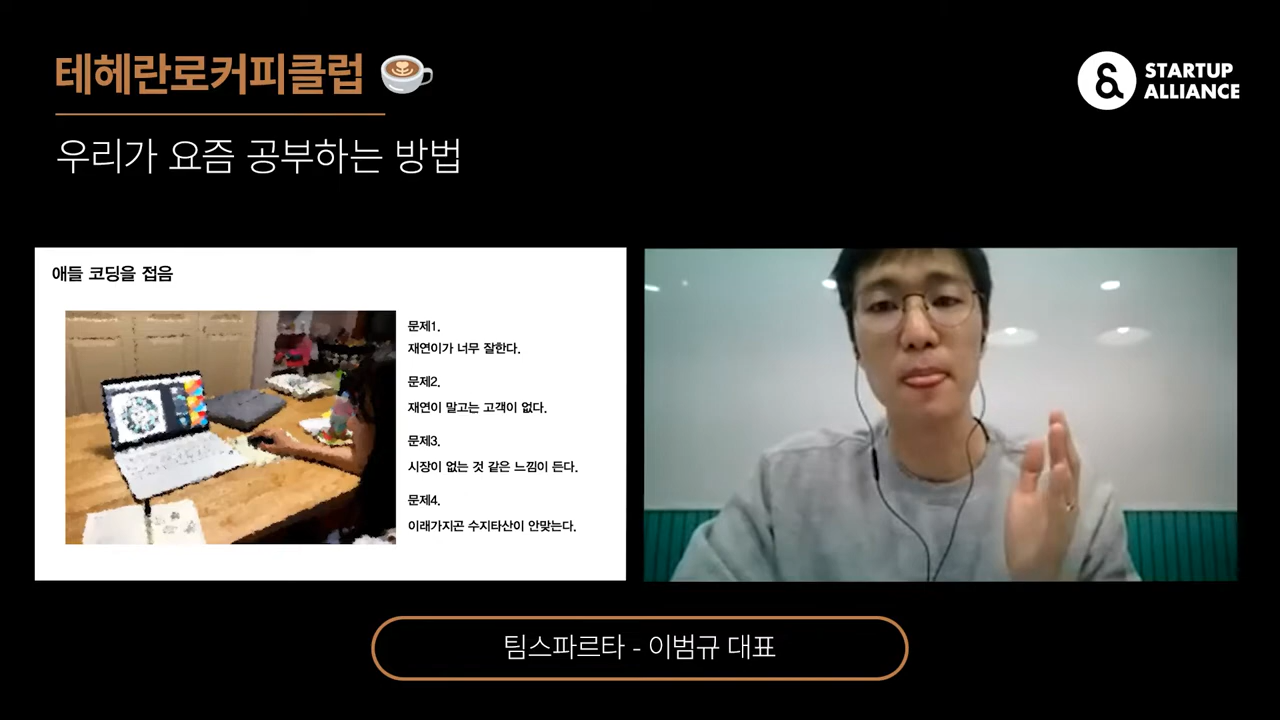 테헤란로커피클럽
STARTUP
ALLIANCE
우리가 요즘 공부하는 방법
애들 코딩을 접음
문제1.
재연이가 너무 잘한다.
문제2.
재연이 말고는 고객이 없다.
문제3.
시장이 없는 것 같은 느낌이 든다.
문제4.
이래가지곤 수지타산이 안맞는다.
팀스파르타 - 이범규 대표